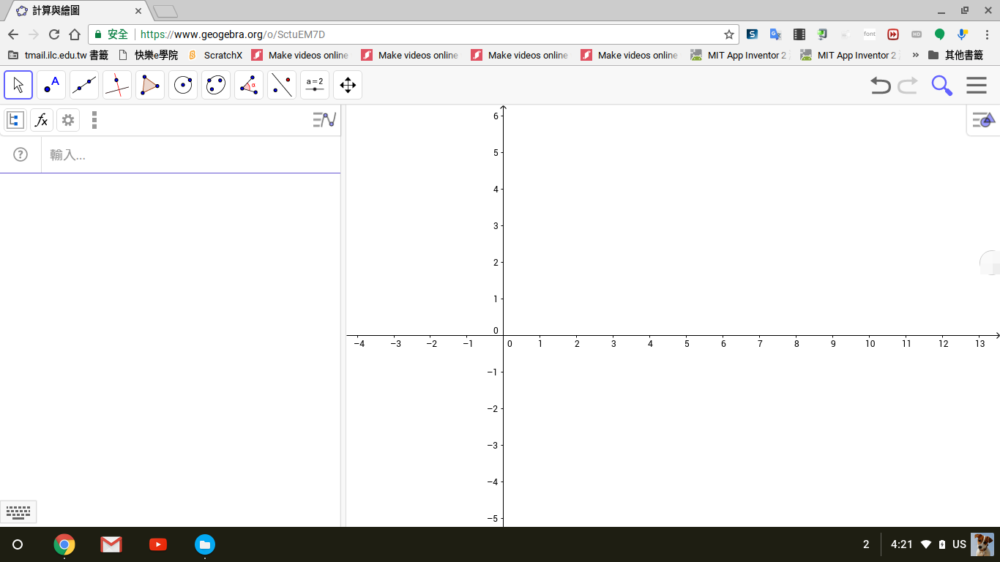 計算與繪圖
安全 https://www.geogebra.org/o/SctuEM7D
S font HD
tmail.ilc.edu.tw 書籤 快樂e學院 ScratchX Make videos online Make videos online Make videos online Make videos online MIT App Inventor 2 MIT App Inventor 2 » 其他書籤
A α a=2
fx
? 輸入...
6
5
4
3
2
1
0
−4 −3 −2 −1 0 1 2 3 4 5 6 7 8 9 10 11 12 13
−1
−2
−3
−4
−5
2 4:21 US